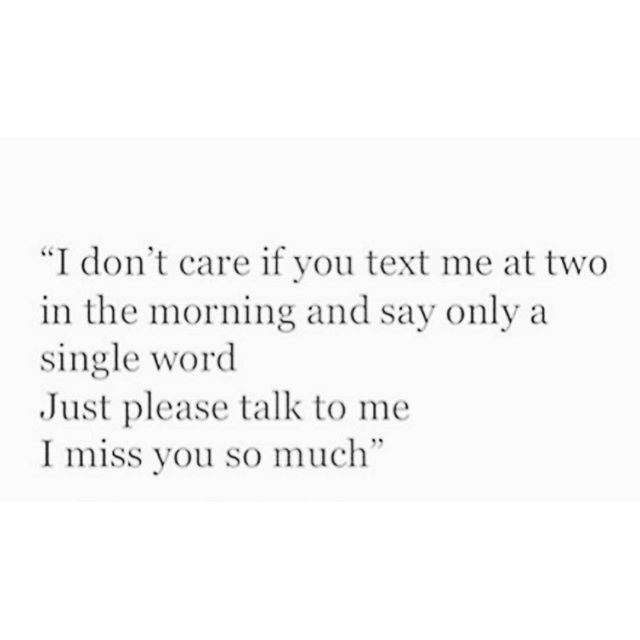 “I don’t care if you text me at two
in the morning and say only a
single word
Just please talk to me
I miss you so much”